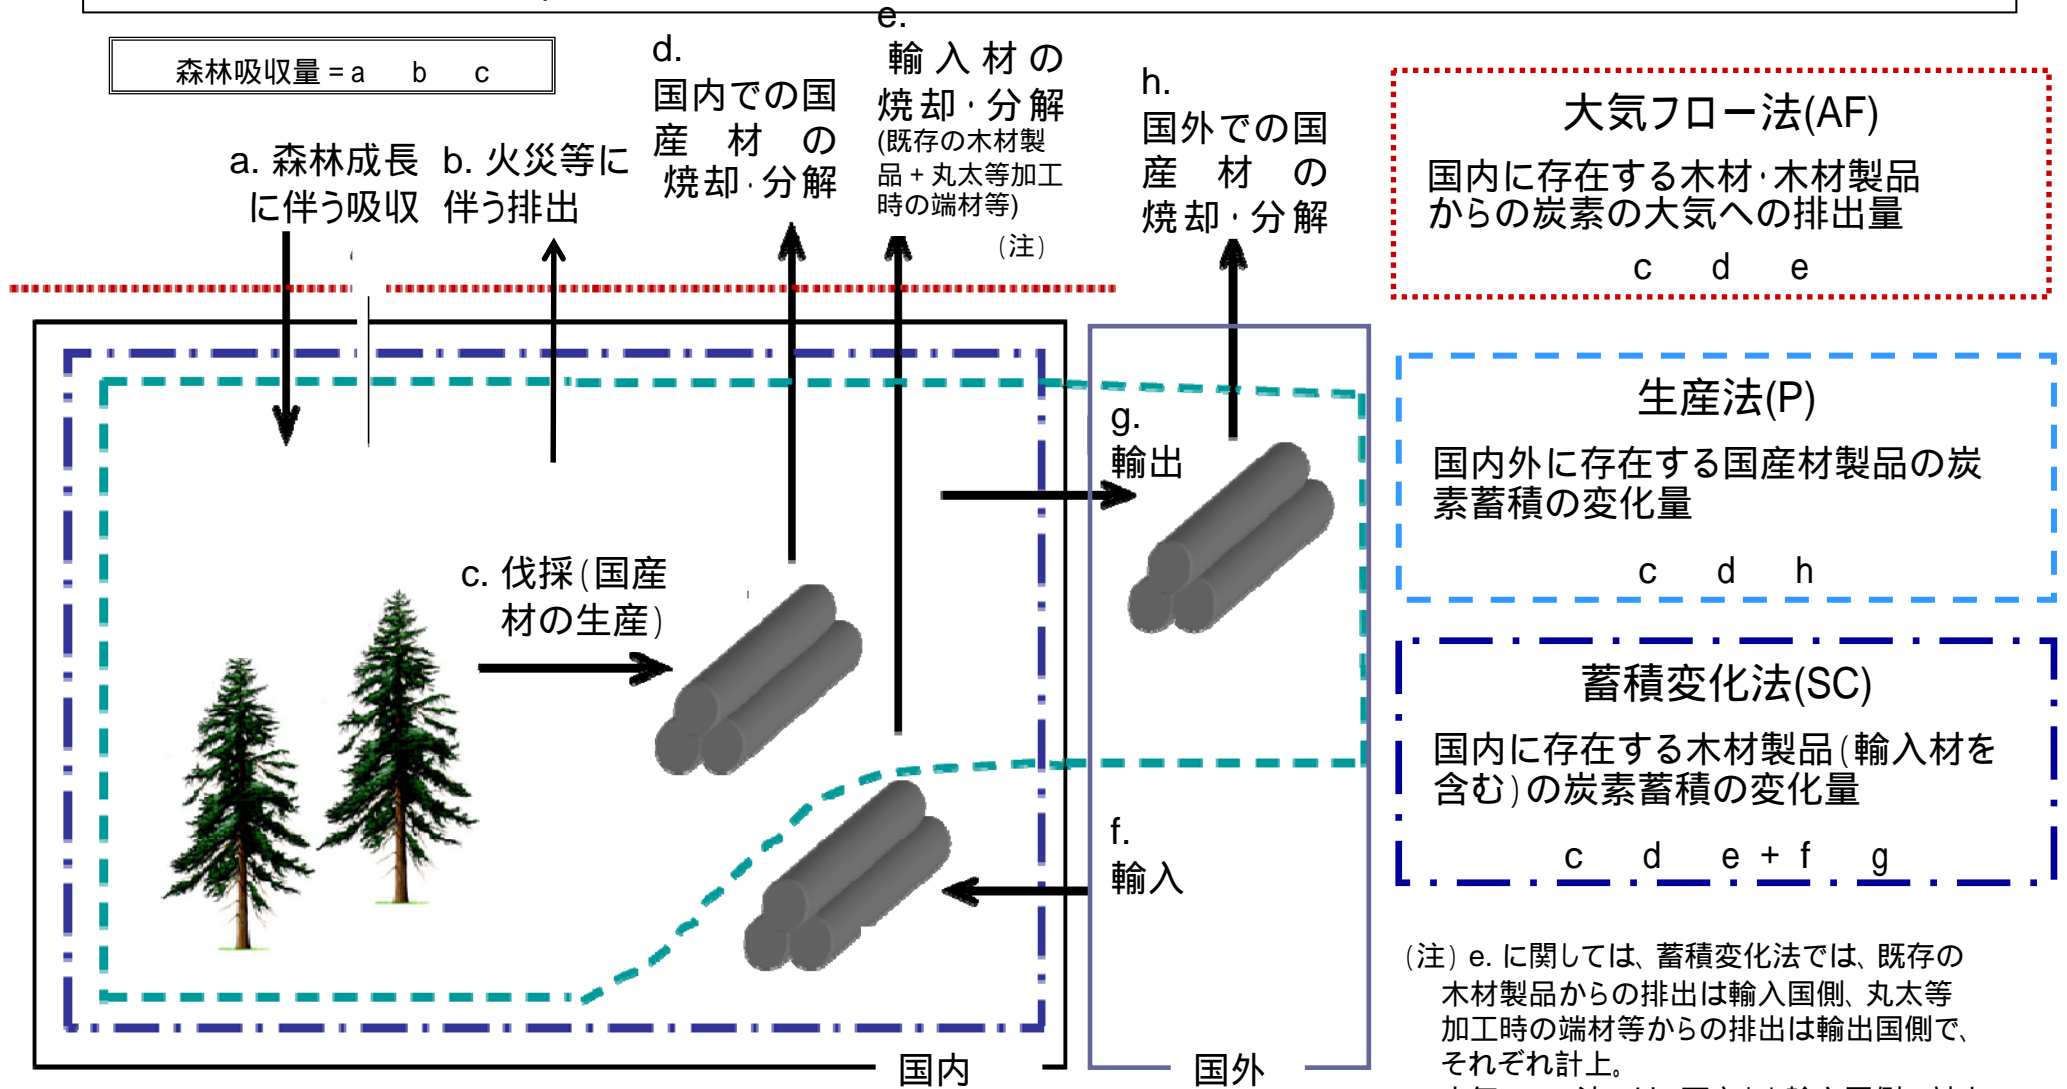 森林吸収量 = a b c
d.
国内での国
産材の
焼却・分解
e.
輸入材の
焼却・分解
(既存の木材製
品 + 丸太等加工
時の端材等)
(注)
h.
国外での国
産材の
焼却・分解
a. 森林成長
に伴う吸収
b. 火災等に
伴う排出
c. 伐採(国産
材の生産)
g.
輸出
f.
輸入
国内
国外
大気フロー法(AF)
国内に存在する木材・木材製品
からの炭素の大気への排出量
c d e
生産法(P)
国内外に存在する国産材製品の炭
素蓄積の変化量
c d h
蓄積変化法(SC)
国内に存在する木材製品(輸入材を
含む)の炭素蓄積の変化量
c d e + f g
(注) e. に関しては、蓄積変化法では、既存の
木材製品からの排出は輸入国側、丸太等
加工時の端材等からの排出は輸出国側で、
それぞれ計上。